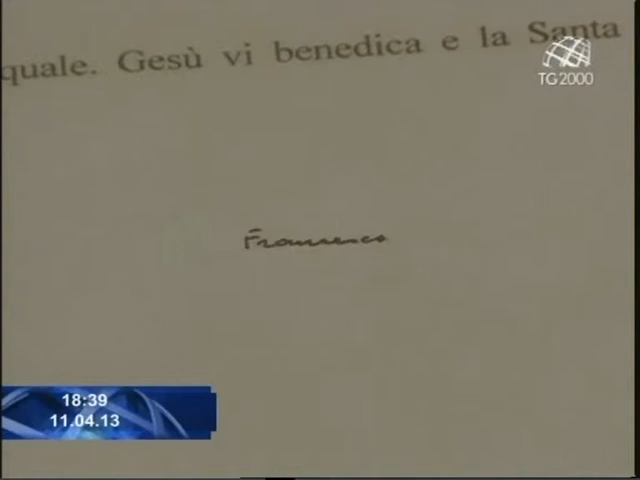 quale. Gesù vi benedica e la Santa
TG2000
Francesco
18:39
11.04.13